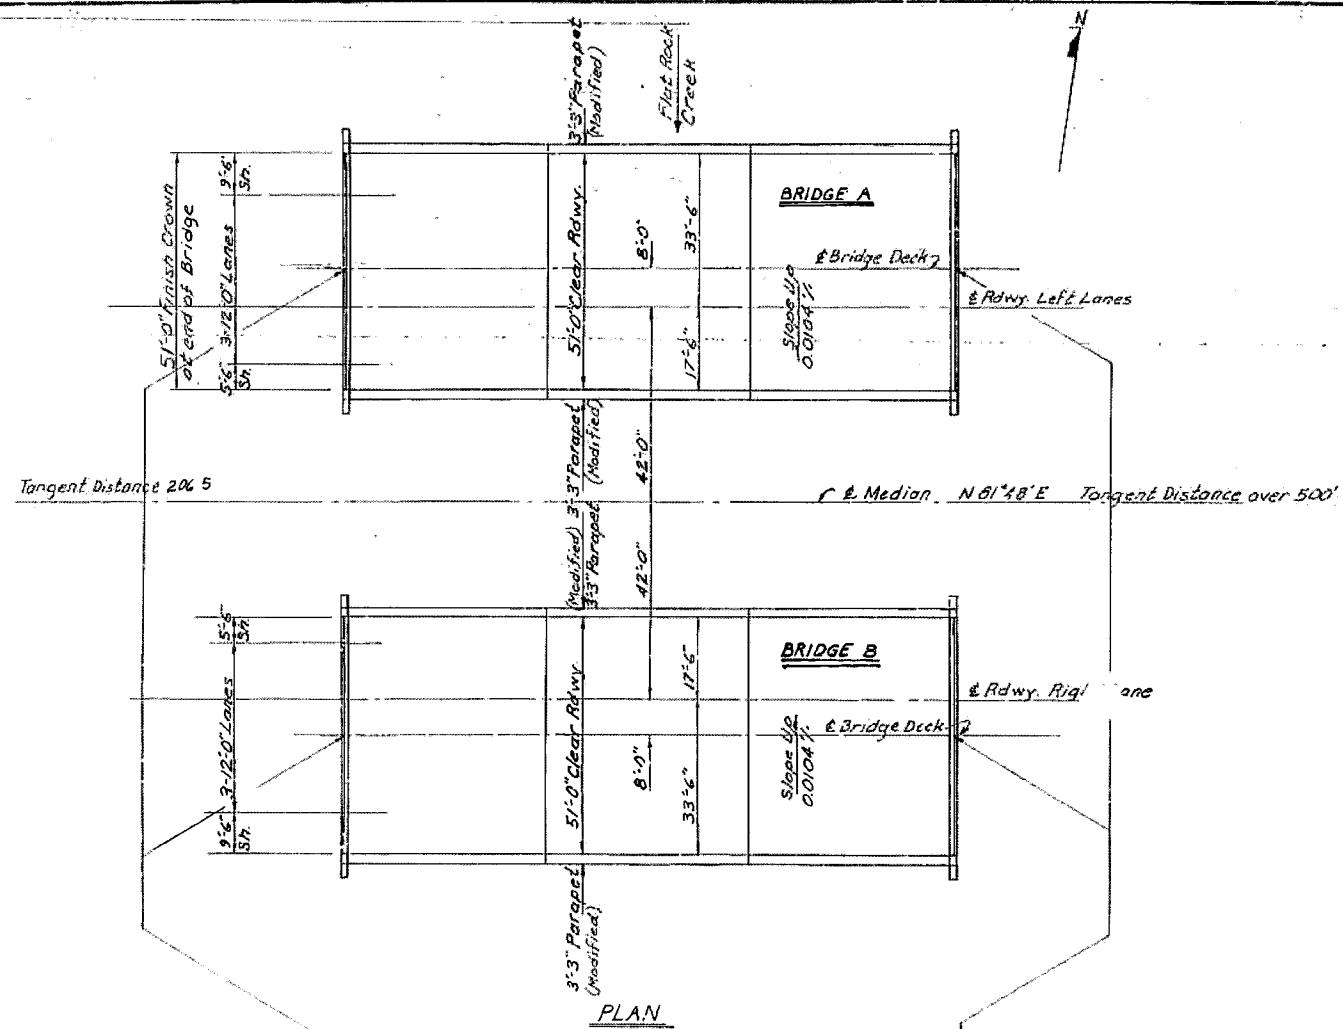 N
3'-3" Parapet
(Modified)
Flat Rock
Creek
51'-0" Finish Crown
at end of Bridge
9'-6"
Sh.
3-12'-0" Lanes
5'-6"
Sh.
51'-0" Clear Rdwy.
8'-0"
33'-6"
17'-6"
BRIDGE A
℄ Bridge Deck
℄ Rdwy. Left Lanes
Slope Up
0.0104 %
3'-3" Parapet
(Modified)
42'-0"
Tangent Distance 206 5
℄ Median N 81°48' E Tangent Distance over 500'
(Modified)
3'-3" Parapet
42'-0"
5'-6"
Sh.
3-12'-0" Lanes
9'-6"
Sh.
51'-0" Clear Rdwy.
17'-6"
8'-0"
33'-6"
BRIDGE B
℄ Rdwy.
℄ Bridge Deck
Slope Up
0.0104 %
3'-3" Parapet
(Modified)
PLAN